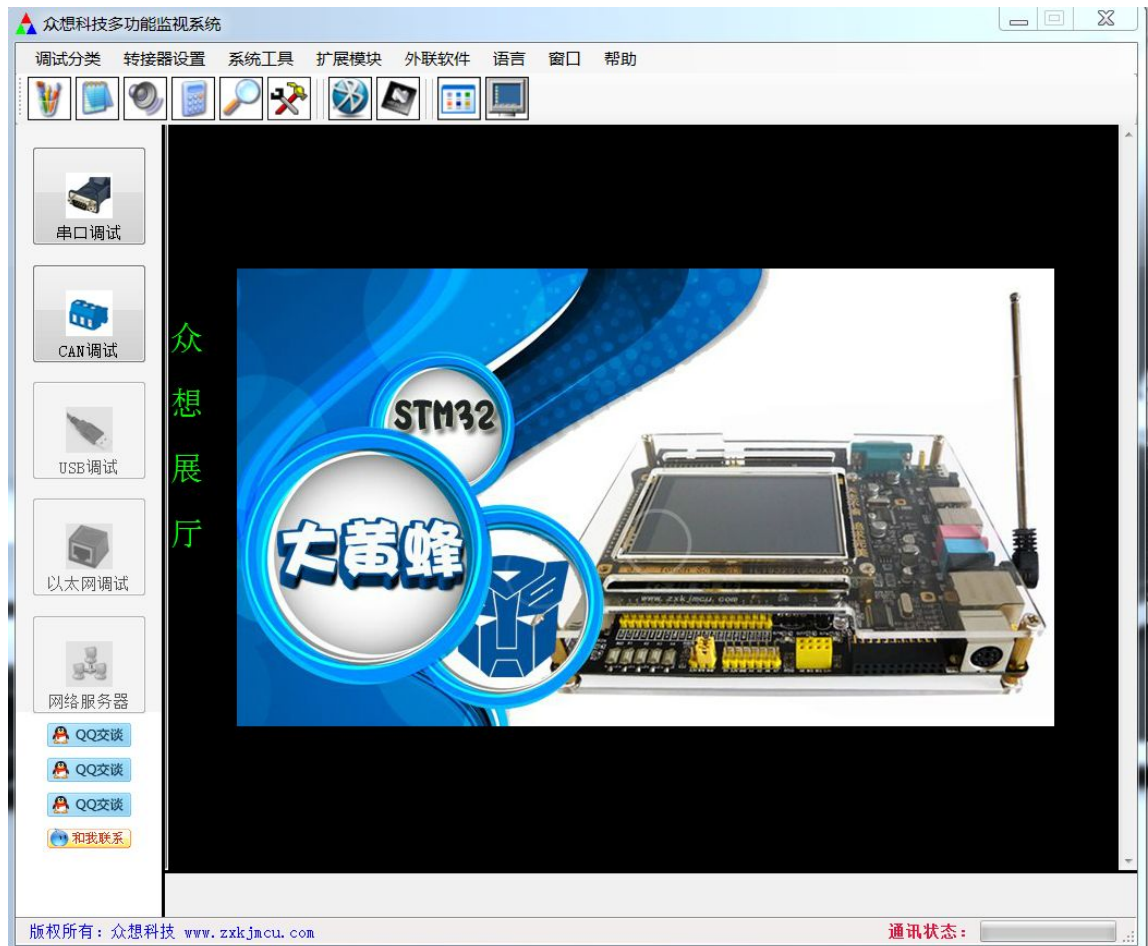 众想科技多功能监视系统
调试分类 转接器设置 系统工具 扩展模块 外联软件 语言 窗口 帮助
串口调试
CAN调试
USB调试
以太网调试
网络服务器
QQ交谈
QQ交谈
QQ交谈
和我联系
众
想
展
厅
STM32
大黄蜂
www.zxkjmcu.com
版权所有：众想科技 www.zxkjmcu.com
通讯状态：